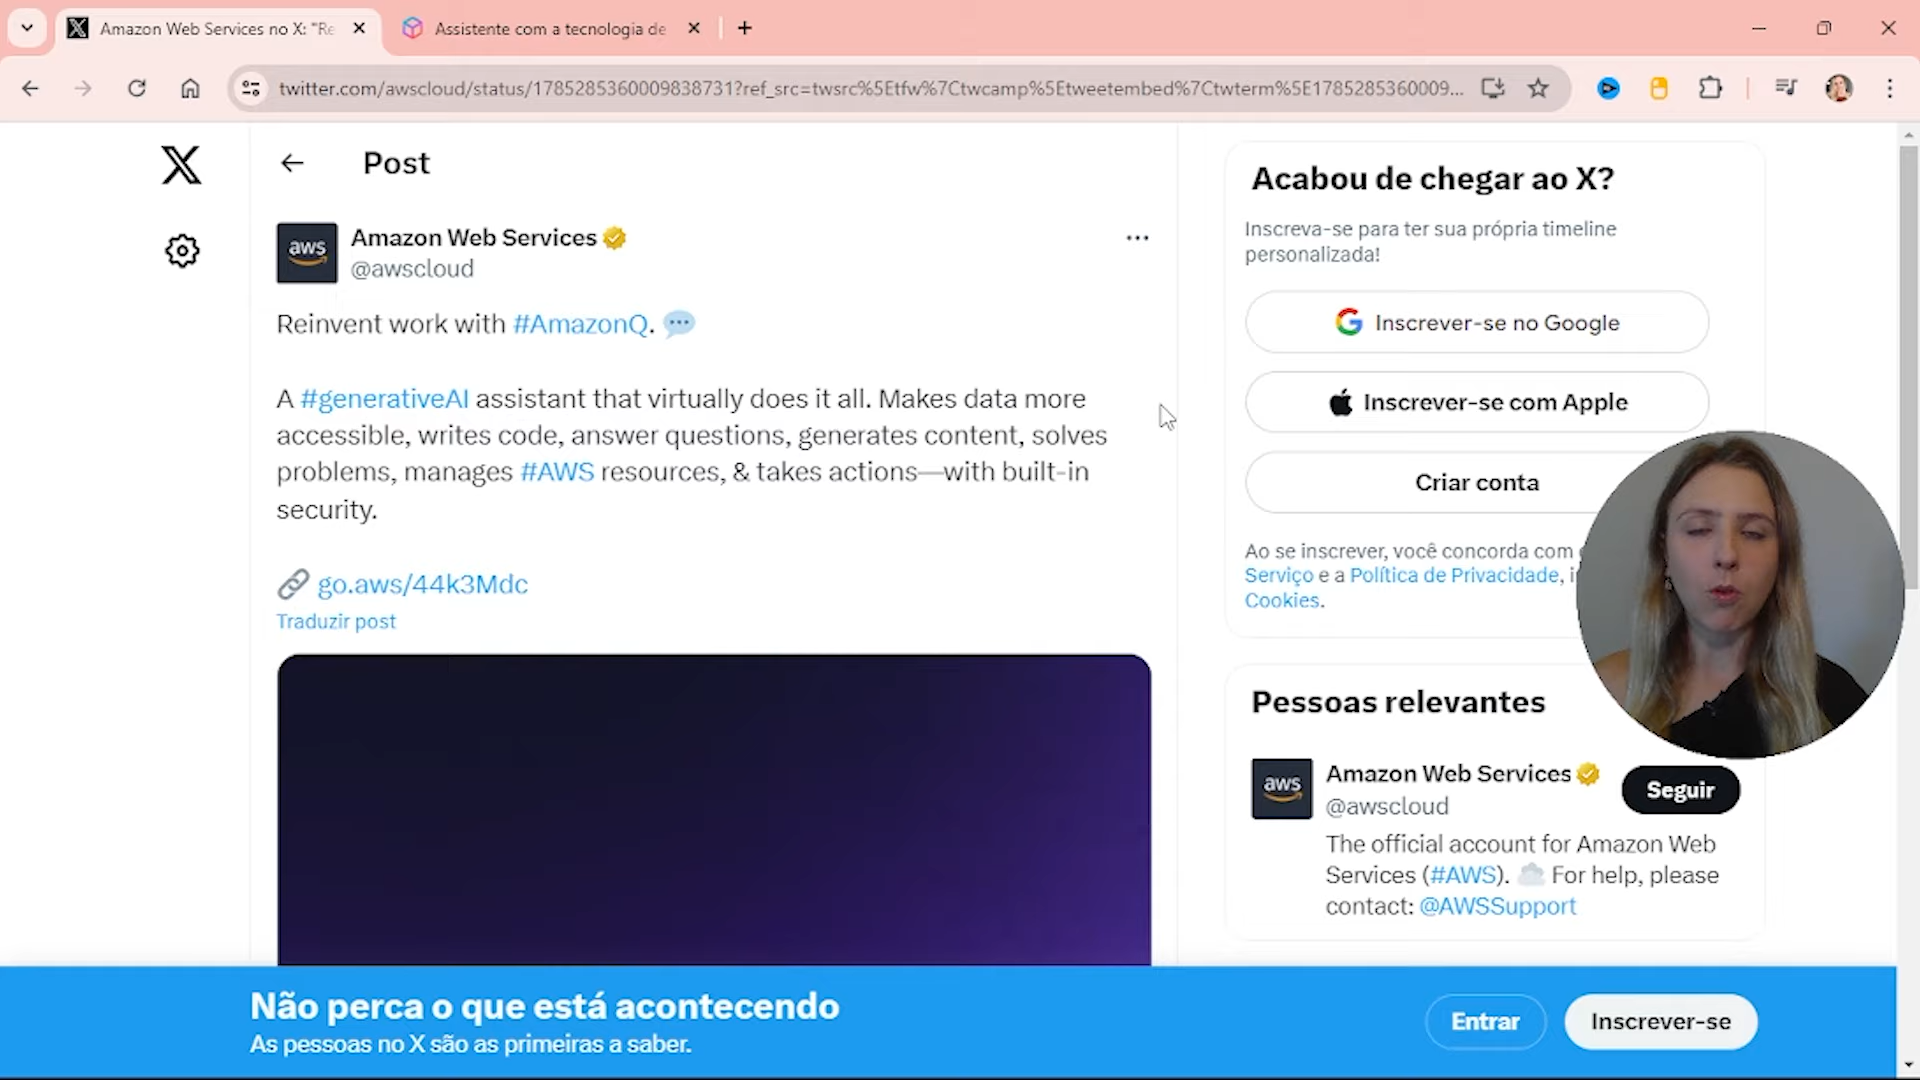 Amazon Web Services no X: "Re
Assistente com a tecnologia de
twitter.com/awscloud/status/1785285360009838731?ref_src=twsrc%5Etfw%7Ctwcamp%5Etweetembed%7Ctwterm%5E1785285360009...
Post
aws
Amazon Web Services
@awscloud
Reinvent work with #AmazonQ.
A #generativeAI assistant that virtually does it all. Makes data more
accessible, writes code, answer questions, generates content, solves
problems, manages #AWS resources, & takes actions—with built-in
security.
go.aws/44k3Mdc
Traduzir post
Acabou de chegar ao X?
Inscreva-se para ter sua própria timeline
personalizada!
Inscrever-se no Google
Inscrever-se com Apple
Criar conta
Ao se inscrever, você concorda com
Serviço e a Política de Privacidade,
Cookies.
Pessoas relevantes
aws
Amazon Web Services
@awscloud
Seguir
The official account for Amazon Web
Services (#AWS). For help, please
contact: @AWSSupport
Não perca o que está acontecendo
As pessoas no X são as primeiras a saber.
Entrar
Inscrever-se